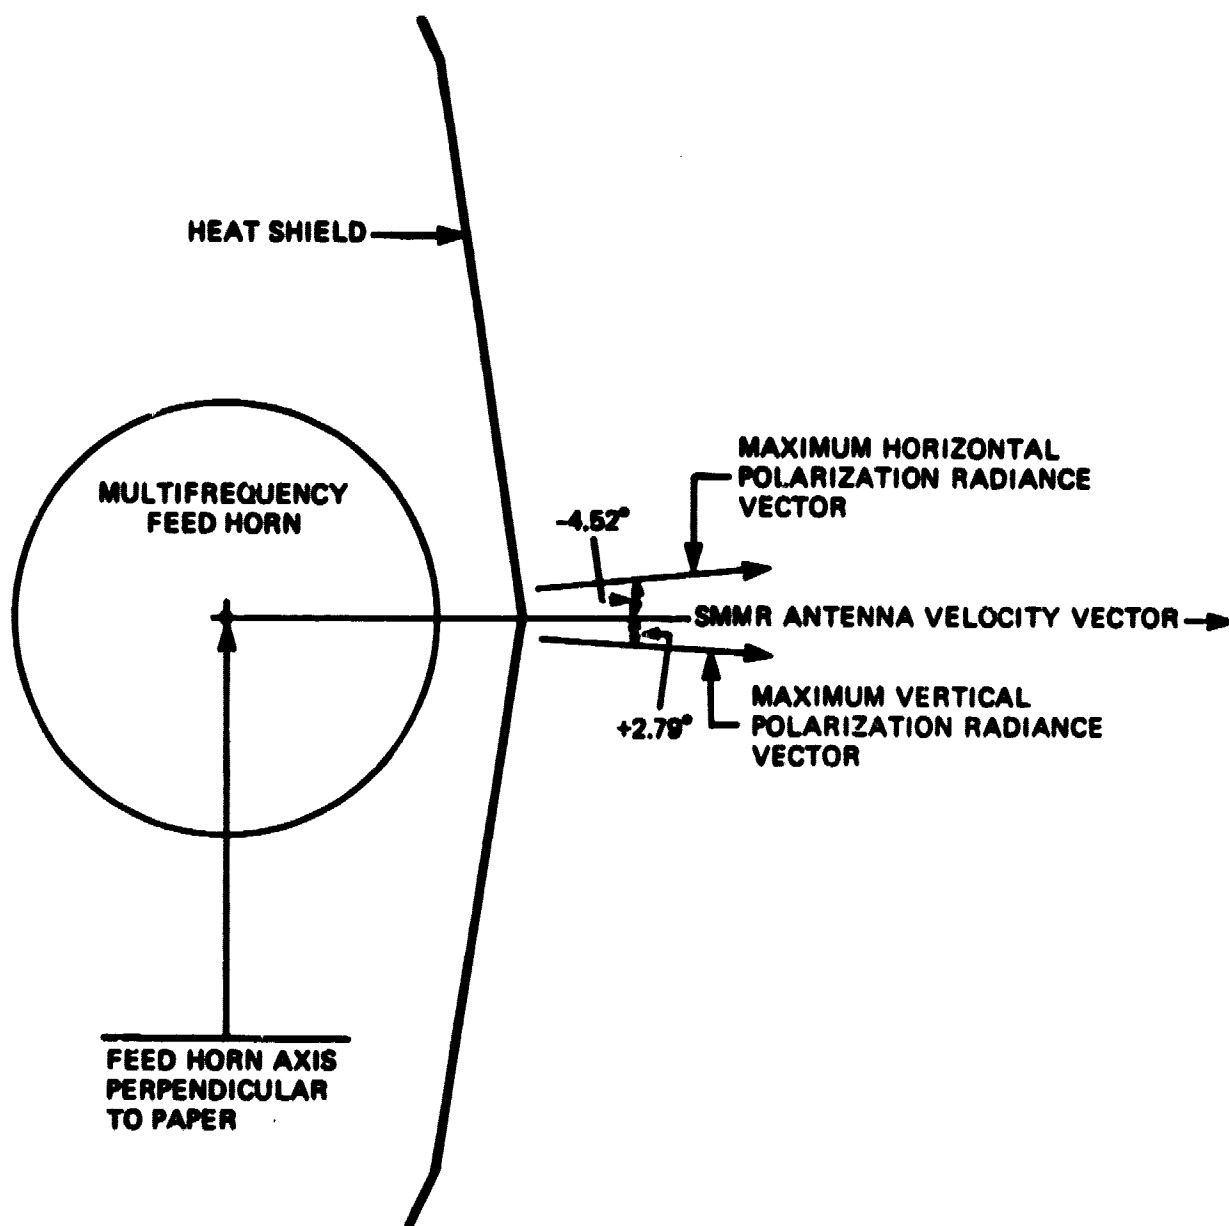 HEAT SHIELD
MULTIFREQUENCY
FEED HORN
MAXIMUM HORIZONTAL
POLARIZATION RADIANCE
VECTOR
-4.52°
SMMR ANTENNA VELOCITY VECTOR
+2.79°
MAXIMUM VERTICAL
POLARIZATION RADIANCE
VECTOR
FEED HORN AXIS
PERPENDICULAR
TO PAPER